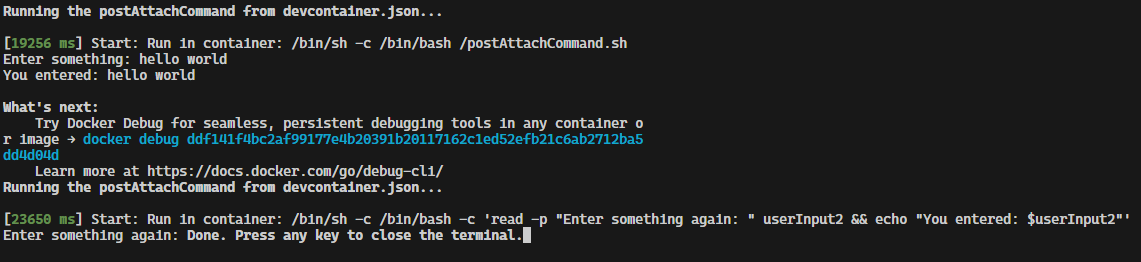 Running the postAttachCommand from devcontainer.json...
[19256 ms] Start: Run in container: /bin/sh -c /bin/bash /postAttachCommand.sh
Enter something: hello world
You entered: hello world
What's next:
    Try Docker Debug for seamless, persistent debugging tools in any container o
r image → docker debug ddf141f4bc2af99177e4b20391b20117162c1ed52efb21c6ab2712ba5
dd4d04d
    Learn more at https://docs.docker.com/go/debug-cli/
Running the postAttachCommand from devcontainer.json...
[23650 ms] Start: Run in container: /bin/sh -c /bin/bash -c 'read -p "Enter something again: " userInput2 && echo "You entered: $userInput2"'
Enter something again: Done. Press any key to close the terminal.